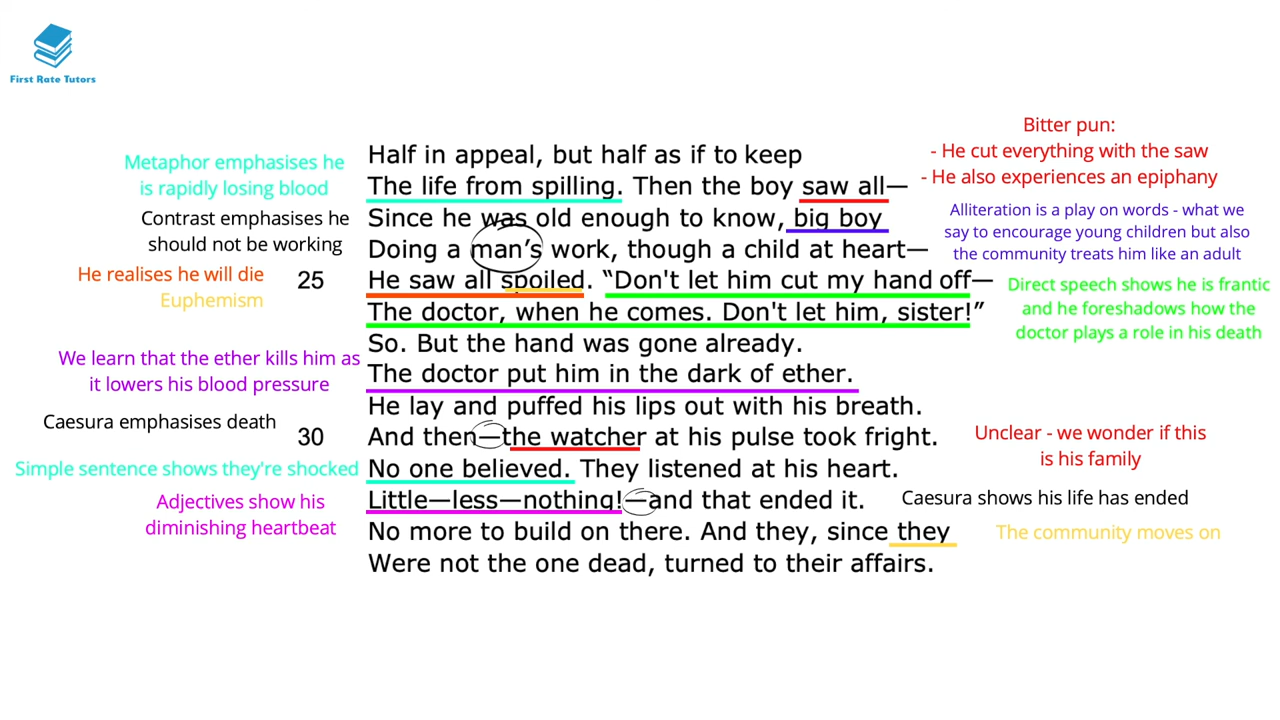 First Rate Tutors
Metaphor emphasises he
is rapidly losing blood
Contrast emphasises he
should not be working
He realises he will die
Euphemism
25
We learn that the ether kills him as
it lowers his blood pressure
Caesura emphasises death
30
Simple sentence shows they're shocked
Adjectives show his
diminishing heartbeat
Half in appeal, but half as if to keep
The life from spilling. Then the boy saw all—
Since he was old enough to know, big boy
Doing a man's work, though a child at heart—
He saw all spoiled. “Don't let him cut my hand off—
The doctor, when he comes. Don't let him, sister!”
So. But the hand was gone already.
The doctor put him in the dark of ether.
He lay and puffed his lips out with his breath.
And then—the watcher at his pulse took fright.
No one believed. They listened at his heart.
Little—less—nothing!—and that ended it.
No more to build on there. And they, since they
Were not the one dead, turned to their affairs.
Bitter pun:
- He cut everything with the saw
- He also experiences an epiphany
Alliteration is a play on words - what we
say to encourage young children but also
the community treats him like an adult
Direct speech shows he is frantic
and he foreshadows how the
doctor plays a role in his death
Unclear - we wonder if this
is his family
Caesura shows his life has ended
The community moves on